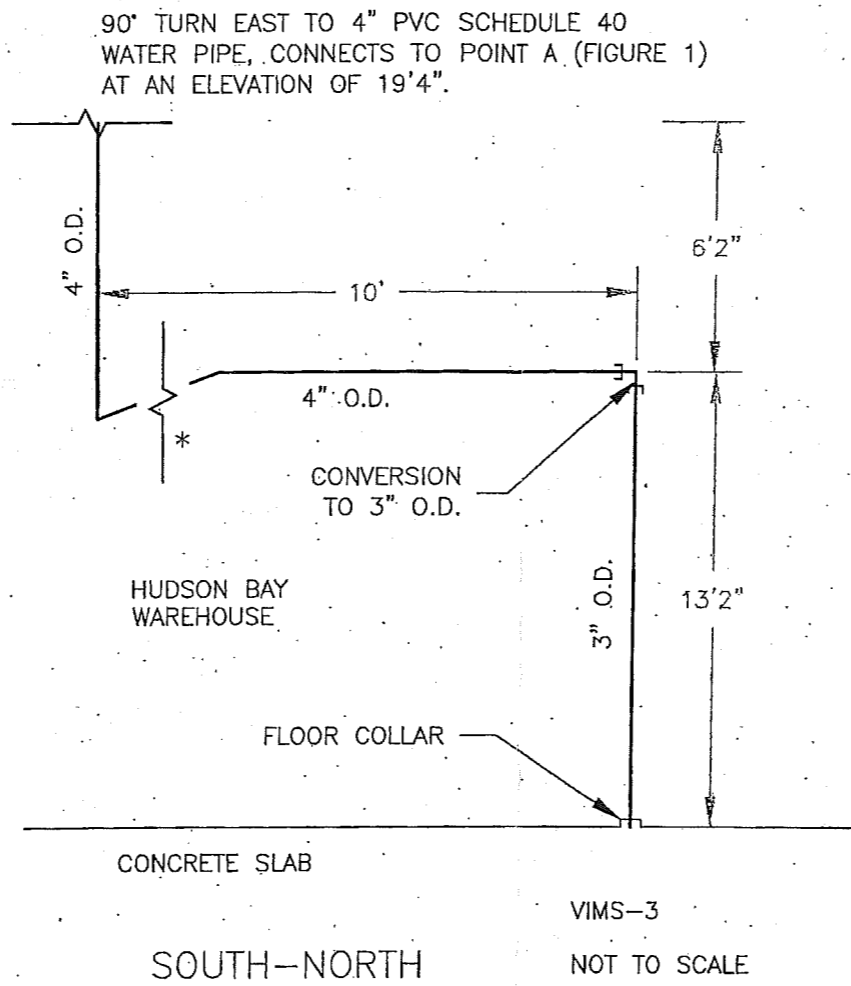 90° TURN EAST TO 4" PVC SCHEDULE 40
WATER PIPE, CONNECTS TO POINT A (FIGURE 1)
AT AN ELEVATION OF 19'4".
4" O.D.
6'2"
10'
4" O.D.
*
CONVERSION
TO 3" O.D.
HUDSON BAY
WAREHOUSE
3" O.D.
13'2"
FLOOR COLLAR
CONCRETE SLAB
VIMS-3
SOUTH-NORTH
NOT TO SCALE